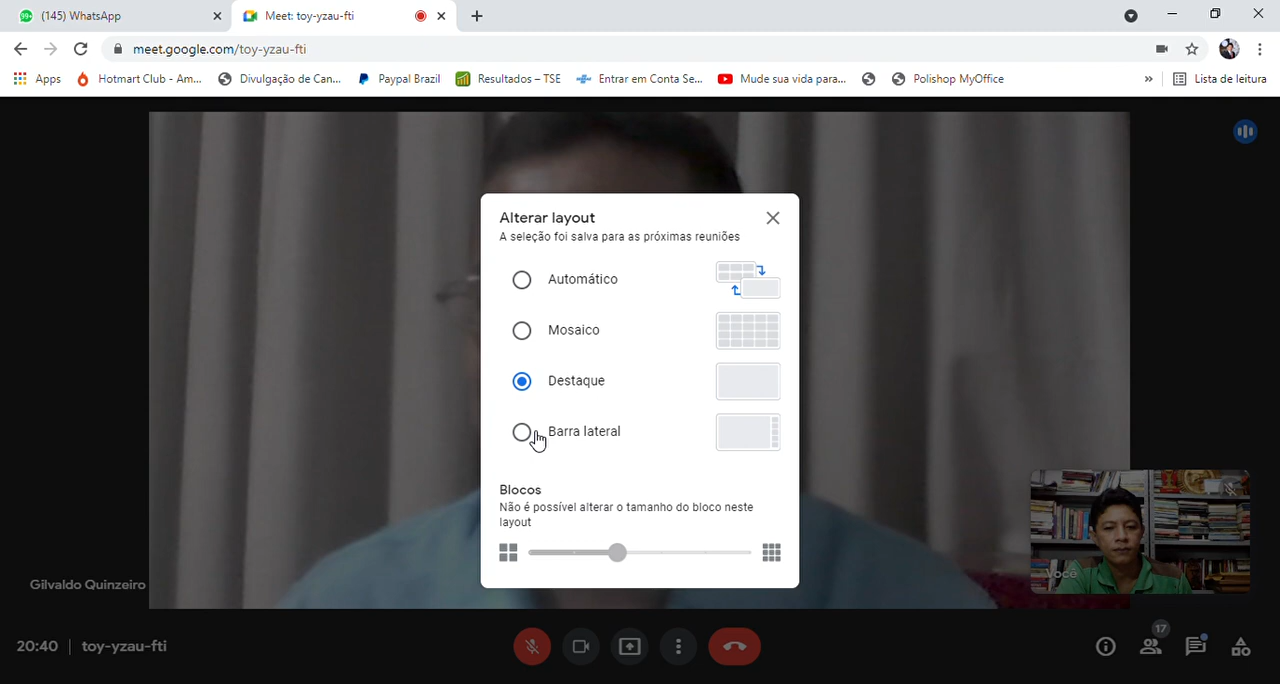 99+ (145) WhatsApp
Meet: toy-yzau-fti
meet.google.com/toy-yzau-fti
Apps Hotmart Club - Am... Divulgação de Can... Paypal Brazil Resultados – TSE Entrar em Conta Se... Mude sua vida para... Polishop MyOffice » Lista de leitura
Alterar layout
A seleção foi salva para as próximas reuniões
Automático
Mosaico
Destaque
Barra lateral
Blocos
Não é possível alterar o tamanho do bloco neste
layout
Você
Gilvaldo Quinzeiro
20:40 | toy-yzau-fti
17